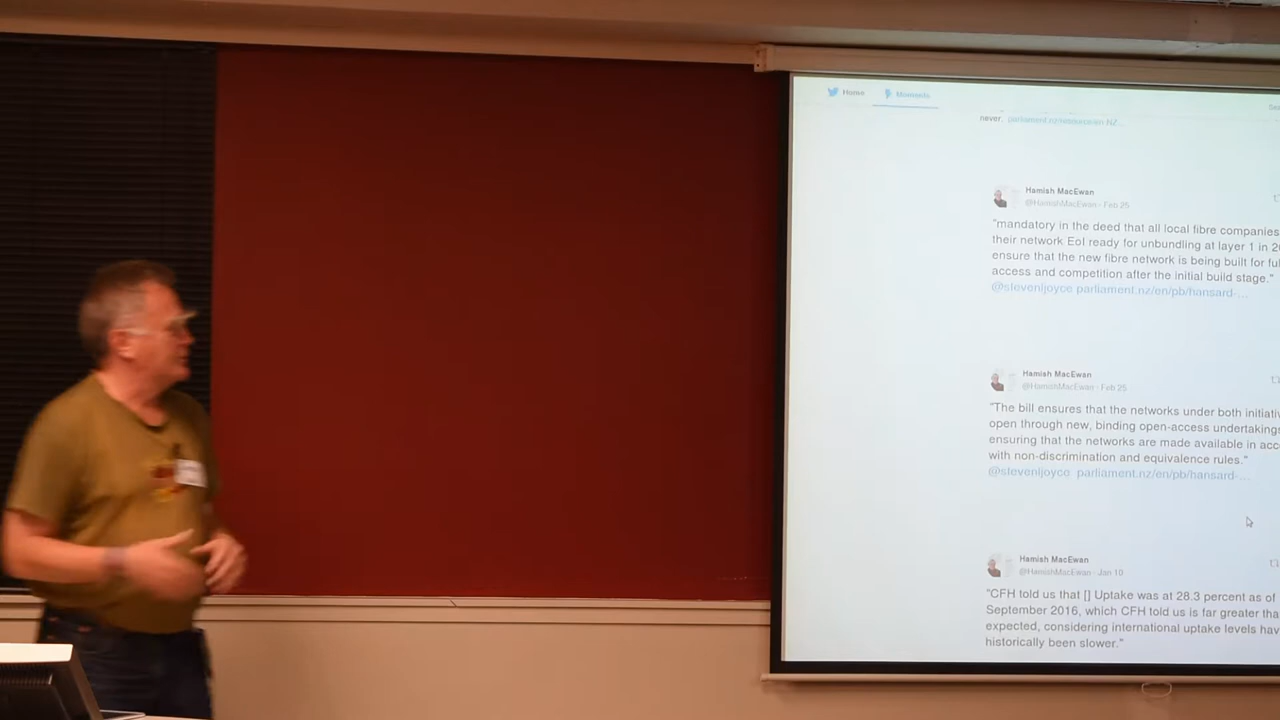 Home Moments
never. parliament.nz/
Hamish MacEwan
@HamishMacEwan · Feb 25
"mandatory in the deed that all local fibre companies
their network EoI ready for unbundling at layer 1 in 2
ensure that the new fibre network is being built for ful
access and competition after the initial build stage."
@stevenljoyce parliament.nz/en/pb/hansard-…
Hamish MacEwan
@HamishMacEwan · Feb 25
"The bill ensures that the networks under both initiativ
open through new, binding open-access undertakings
ensuring that the networks are made available in acc
with non-discrimination and equivalence rules."
@stevenljoyce parliament.nz/en/pb/hansard-…
Hamish MacEwan
@HamishMacEwan · Jan 10
"CFH told us that [] Uptake was at 28.3 percent as of
September 2016, which CFH told us is far greater tha
expected, considering international uptake levels hav
historically been slower."